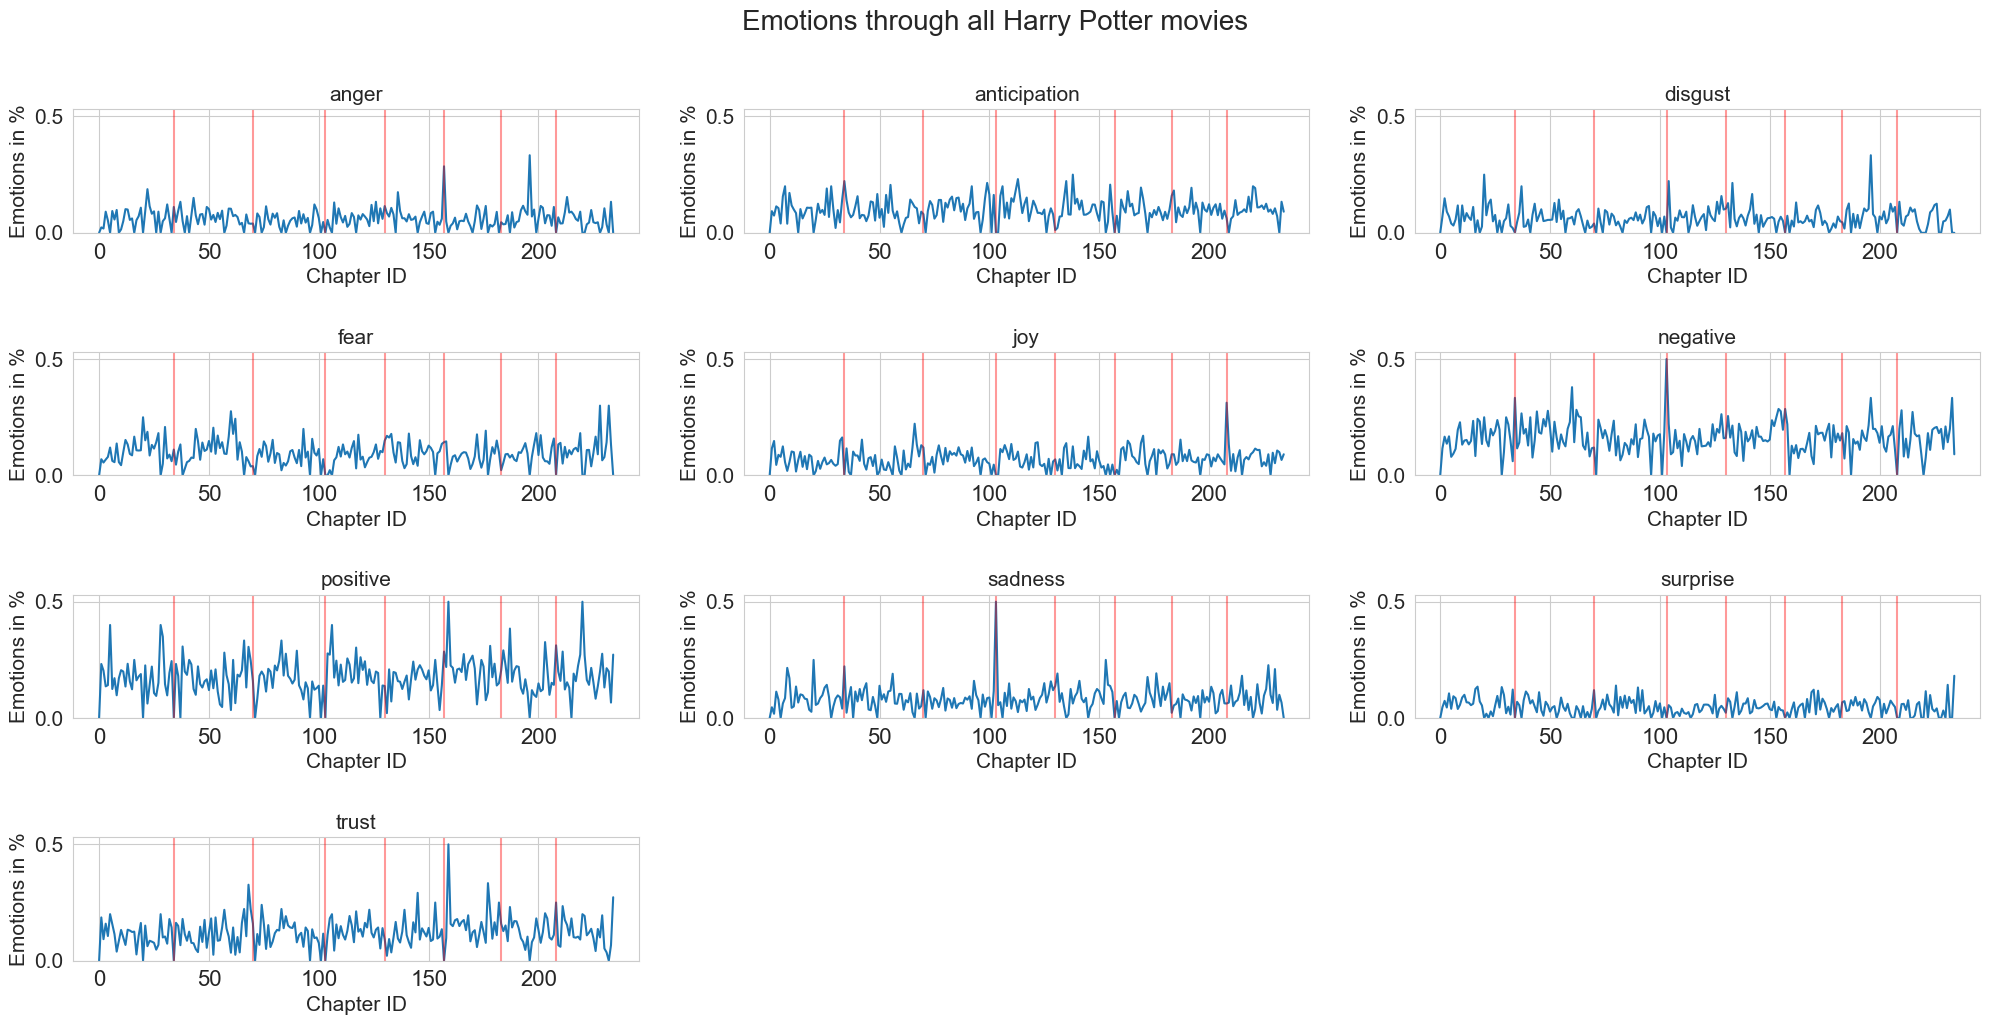 Emotions through all Harry Potter movies
anger
Emotions in %
0.5
0.0
0 50 100 150 200
Chapter ID
anticipation
Emotions in %
0.5
0.0
0 50 100 150 200
Chapter ID
disgust
Emotions in %
0.5
0.0
0 50 100 150 200
Chapter ID
fear
Emotions in %
0.5
0.0
0 50 100 150 200
Chapter ID
joy
Emotions in %
0.5
0.0
0 50 100 150 200
Chapter ID
negative
Emotions in %
0.5
0.0
0 50 100 150 200
Chapter ID
positive
Emotions in %
0.5
0.0
0 50 100 150 200
Chapter ID
sadness
Emotions in %
0.5
0.0
0 50 100 150 200
Chapter ID
surprise
Emotions in %
0.5
0.0
0 50 100 150 200
Chapter ID
trust
Emotions in %
0.5
0.0
0 50 100 150 200
Chapter ID